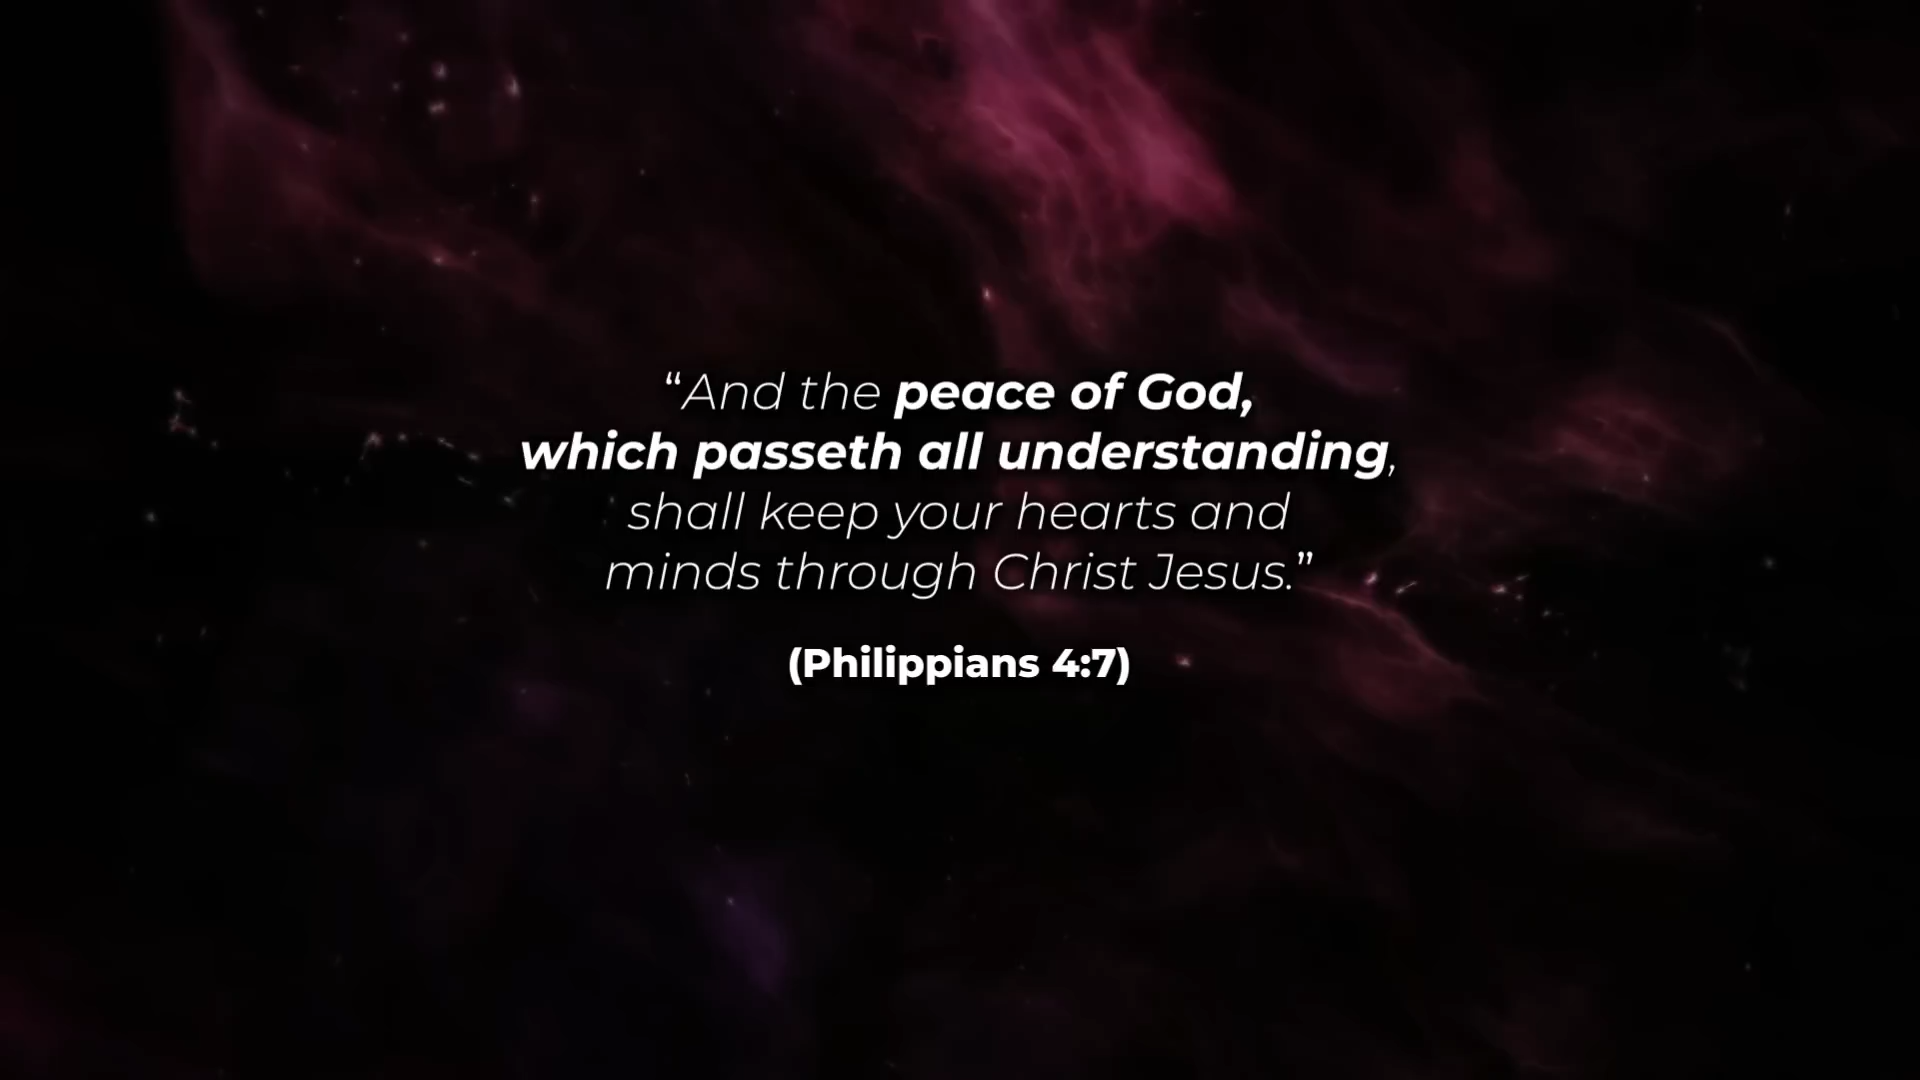 “And the peace of God,
which passeth all understanding,
shall keep your hearts and
minds through Christ Jesus.”
(Philippians 4:7)